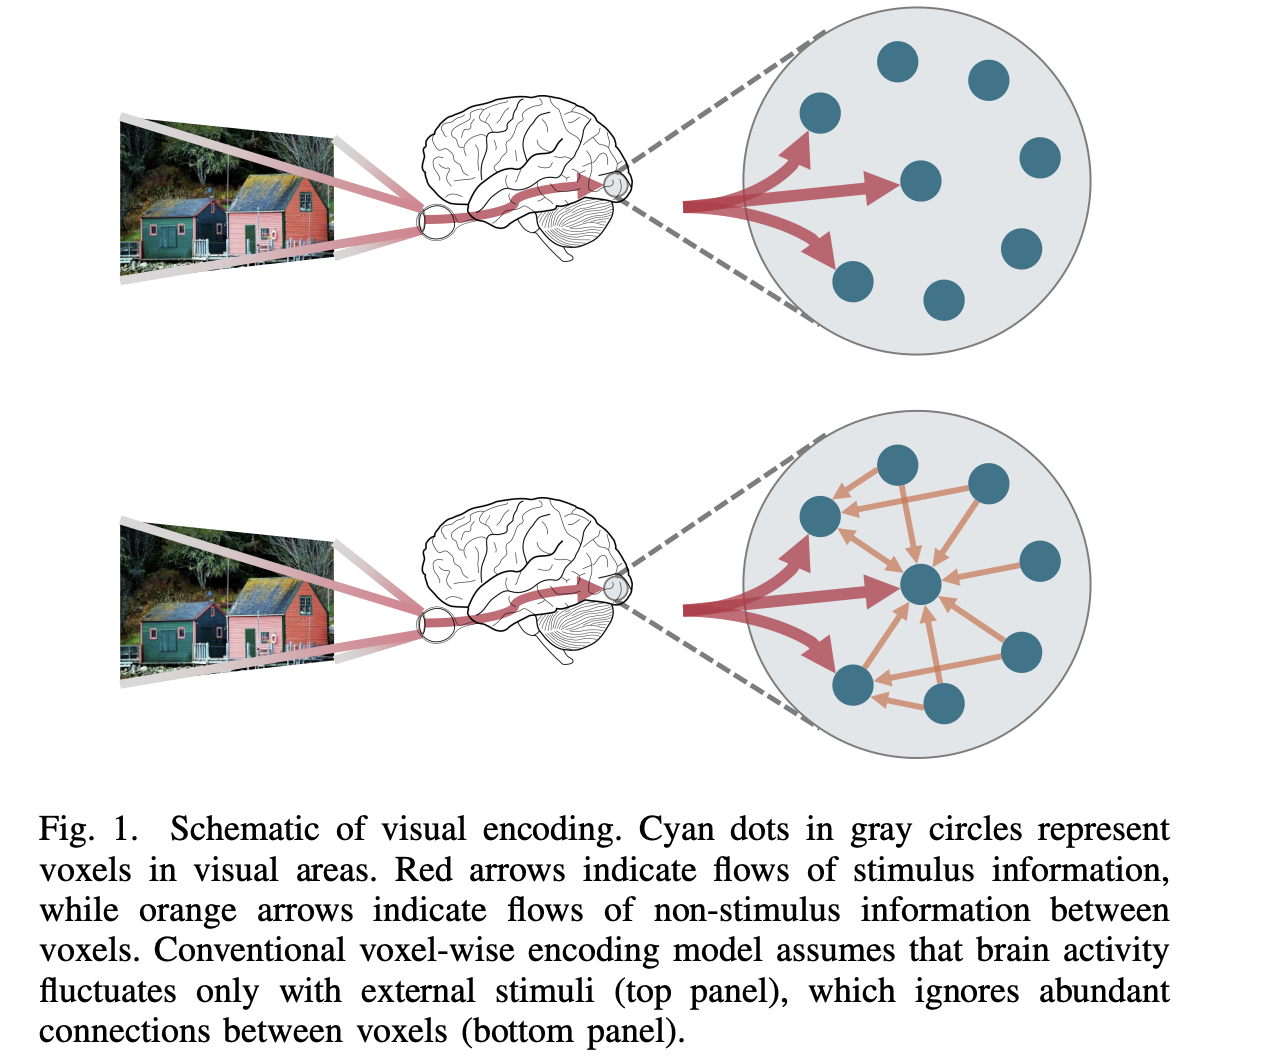 Fig. 1. Schematic of visual encoding. Cyan dots in gray circles represent
voxels in visual areas. Red arrows indicate flows of stimulus information,
while orange arrows indicate flows of non-stimulus information between
voxels. Conventional voxel-wise encoding model assumes that brain activity
fluctuates only with external stimuli (top panel), which ignores abundant
connections between voxels (bottom panel).